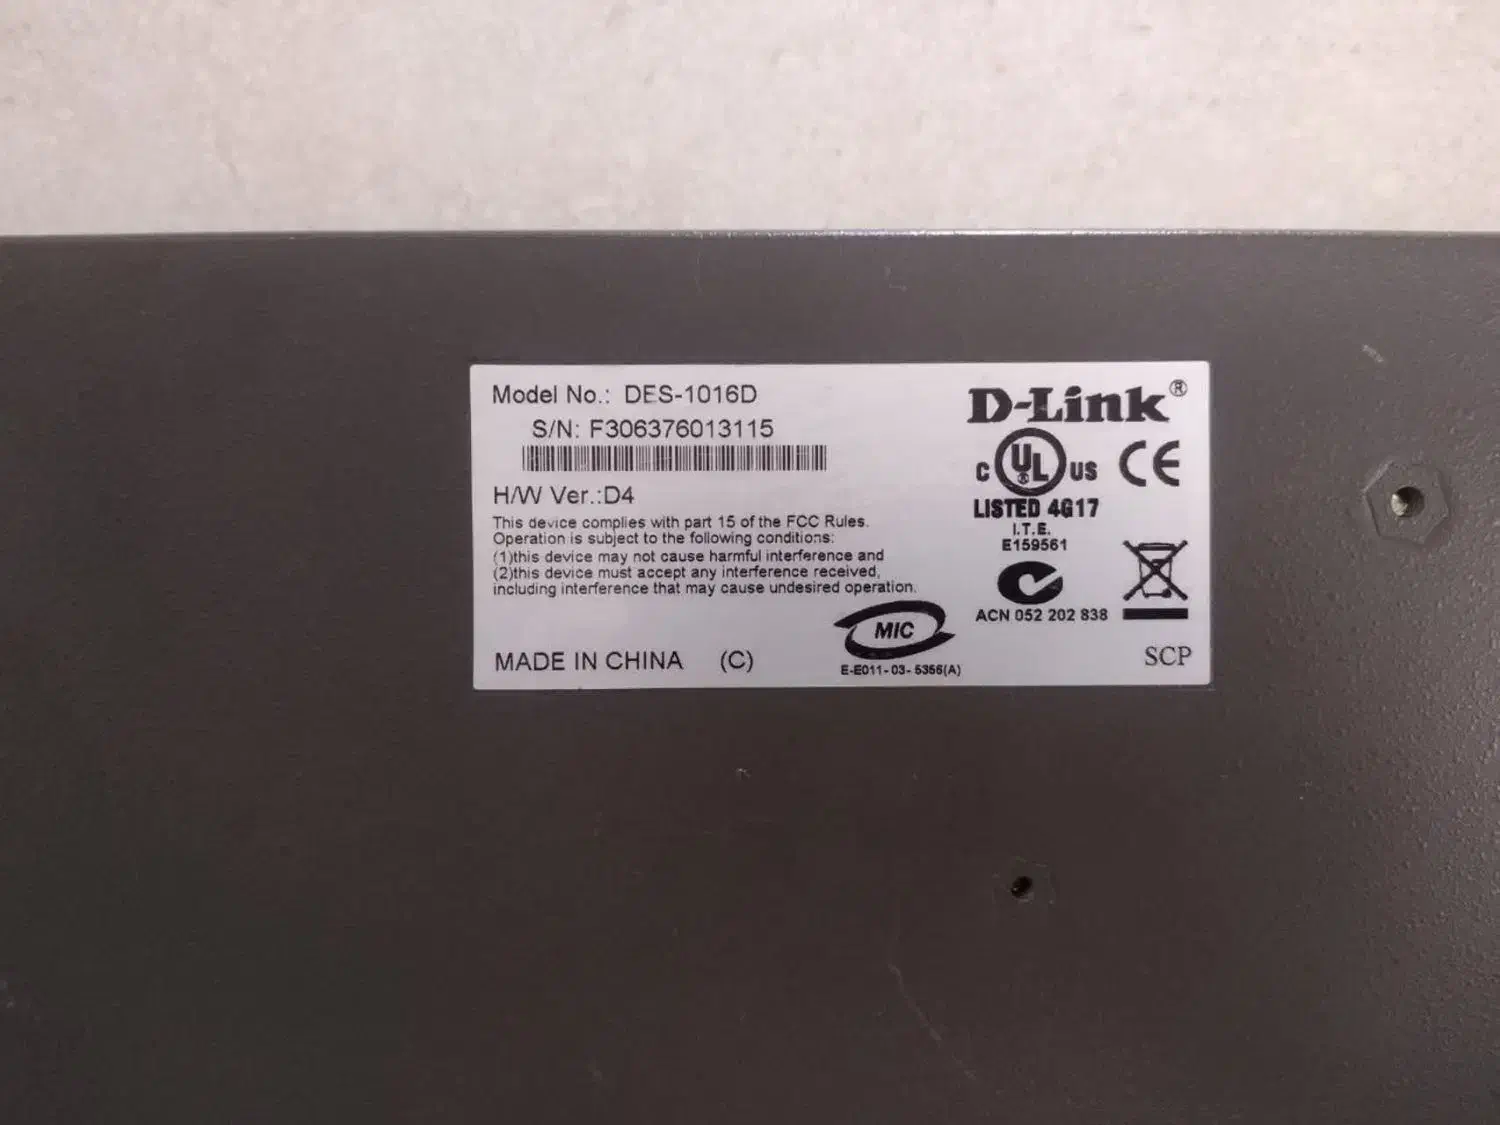 Model No.: DES-1016D
S/N: F306376013115
H/W Ver.:D4
This device complies with part 15 of the FCC Rules.
Operation is subject to the following conditions:
(1)this device may not cause harmful interference and
(2)this device must accept any interference received,
including interference that may cause undesired operation.
MADE IN CHINA (C)
MIC
E-E011-03-5356(A)
D-Link®
C UL® US CE
LISTED 4G17
I.T.E.
E159561
ACN 052 202 838
SCP